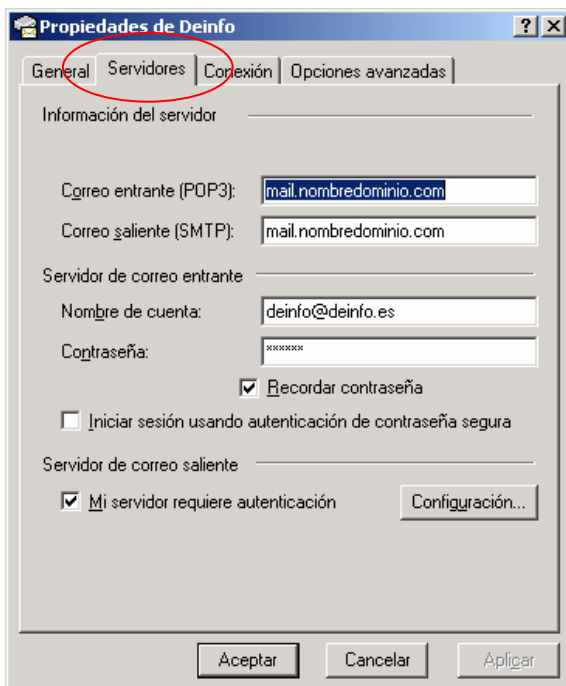 Propiedades de Deinfo
General Servidores Conexión Opciones avanzadas
Información del servidor
Correo entrante (POP3): mail.nombredominio.com
Correo saliente (SMTP): mail.nombredominio.com
Servidor de correo entrante
Nombre de cuenta: deinfo@deinfo.es
Contraseña: ××××××
Recordar contraseña
Iniciar sesión usando autenticación de contraseña segura
Servidor de correo saliente
Mi servidor requiere autenticación Configuración...
Aceptar Cancelar Aplicar